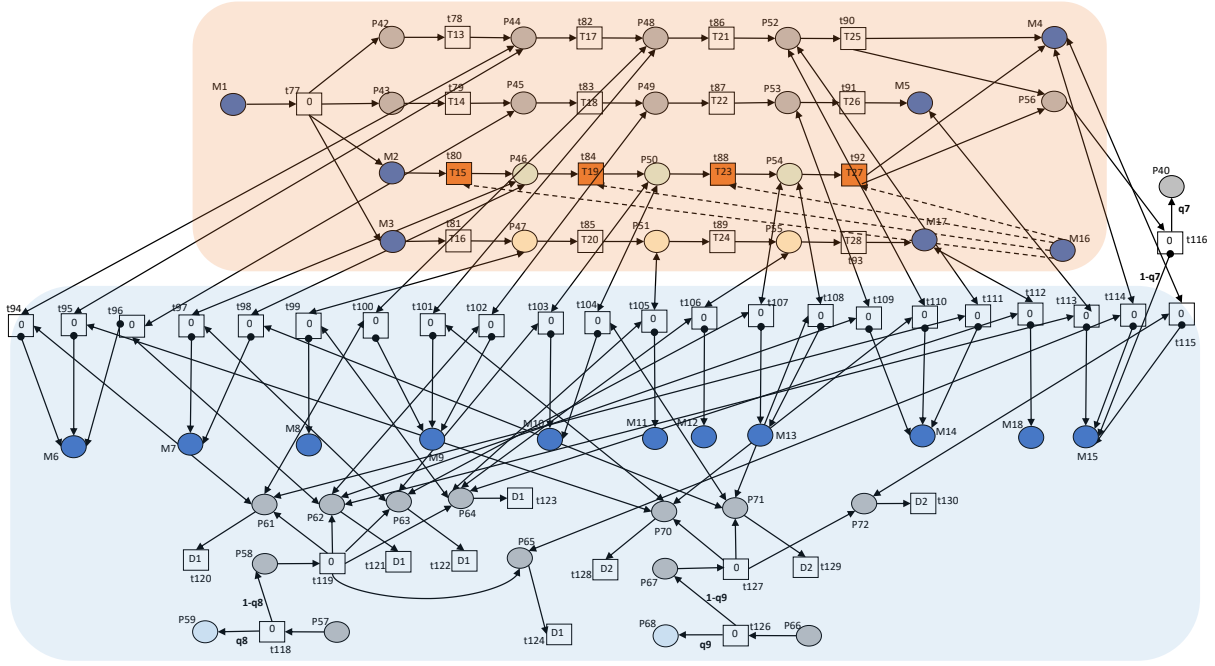 t78 t82 t86 t90
P42 P44 P48 P52 M4
T13 T17 T21 T25
t79 t83 t87 t91
M1 t77 P43 P45 P49 P53 M5 P56
0 T14 T18 T22 T26
M2 t80 P46 t84 P50 t88 P54 t92
T15 T19 T23 T27
P40
q7
M3 t81 P47 t85 P51 t89 P55 M17
T16 T20 T24 T28 M16
t93
0 t116
1-q7
t94 t95 t96 t97 t98 t99 t100 t101 t102 t103 t104 t105 t106 t107 t108 t109 t110 t111 t112 t113 t114
0 0 0 0 0 0 0 0 0 0 0 0 0 0 0 0 0 0 0 0 0 0
t115
M6 M7 M8 M9 M10 M11 M12 M13 M14 M18 M15
P61 P62 P63 P64 D1 t123 P70 P71 P72 D2 t130
D1 t120 P58 0 t119 t121 D1 t122 D1 P65
t128 D2 P67 0 t127 D2 t129
1-q8 1-q9
P59 q8 0 t118 P57 t124 D1 P68 q9 0 t126 P66